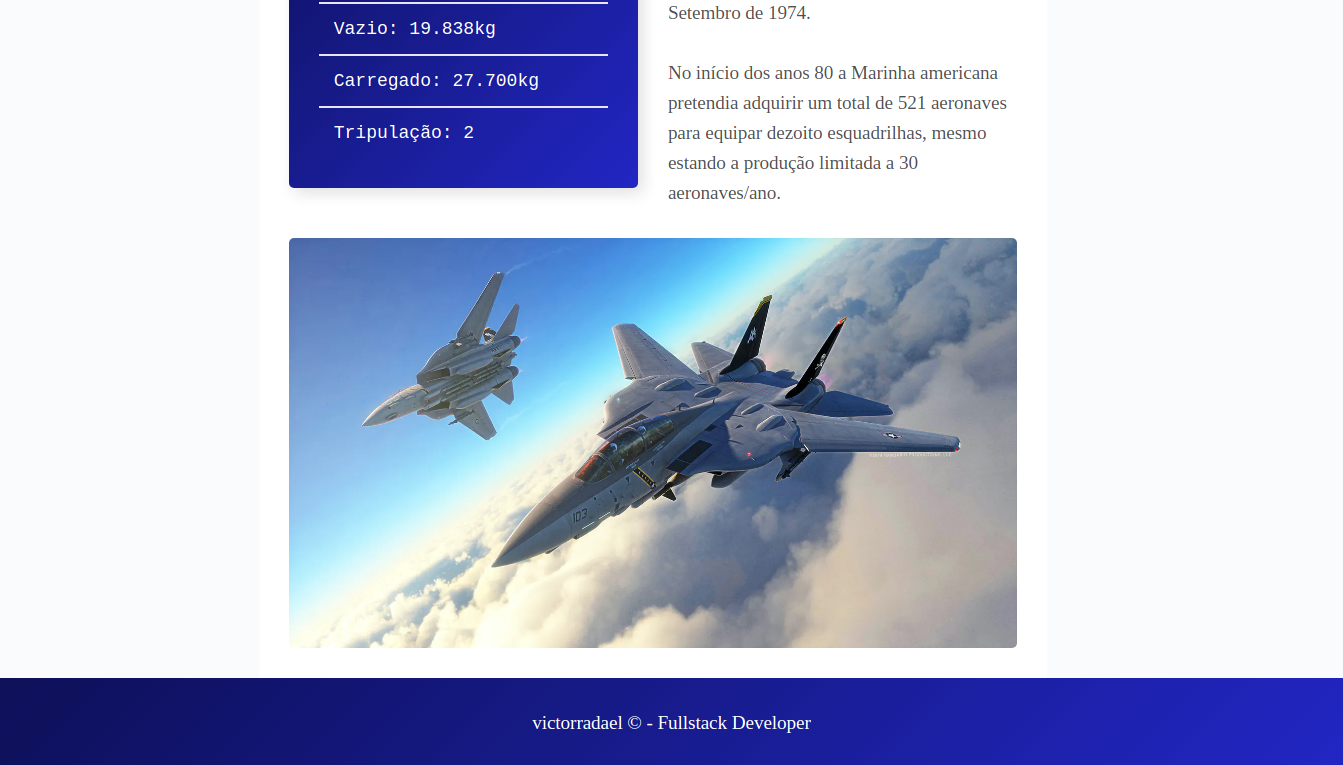 Vazio: 19.838kg
Carregado: 27.700kg
Tripulação: 2
Setembro de 1974.
No início dos anos 80 a Marinha americana
pretendia adquirir um total de 521 aeronaves
para equipar dezoito esquadrilhas, mesmo
estando a produção limitada a 30
aeronaves/ano.
103
victorradael © - Fullstack Developer